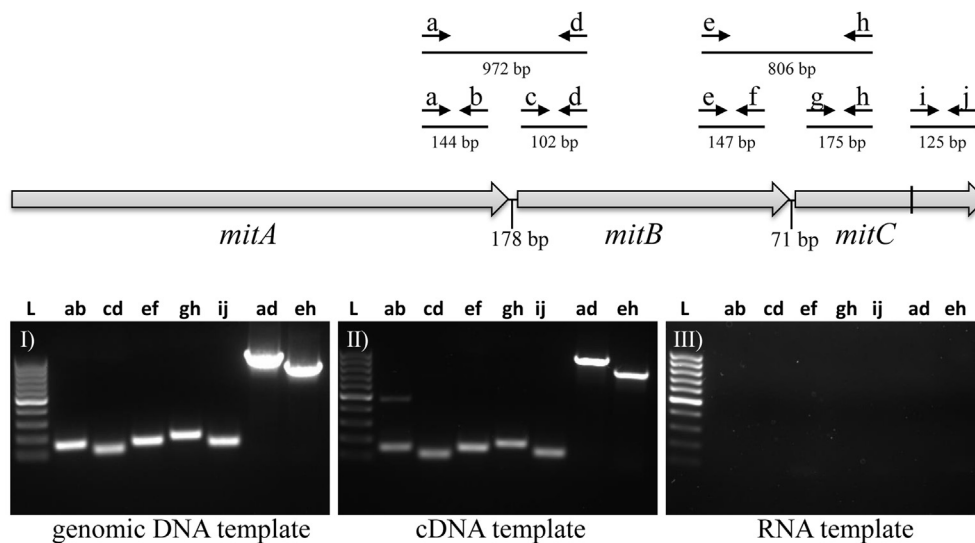 a d e h
972 bp 806 bp
a b c d e f g h i j
144 bp 102 bp 147 bp 175 bp 125 bp
mitA 178 bp mitB 71 bp mitC
L ab cd ef gh ij ad eh L ab cd ef gh ij ad eh L ab cd ef gh ij ad eh
I) II) III)
genomic DNA template cDNA template RNA template